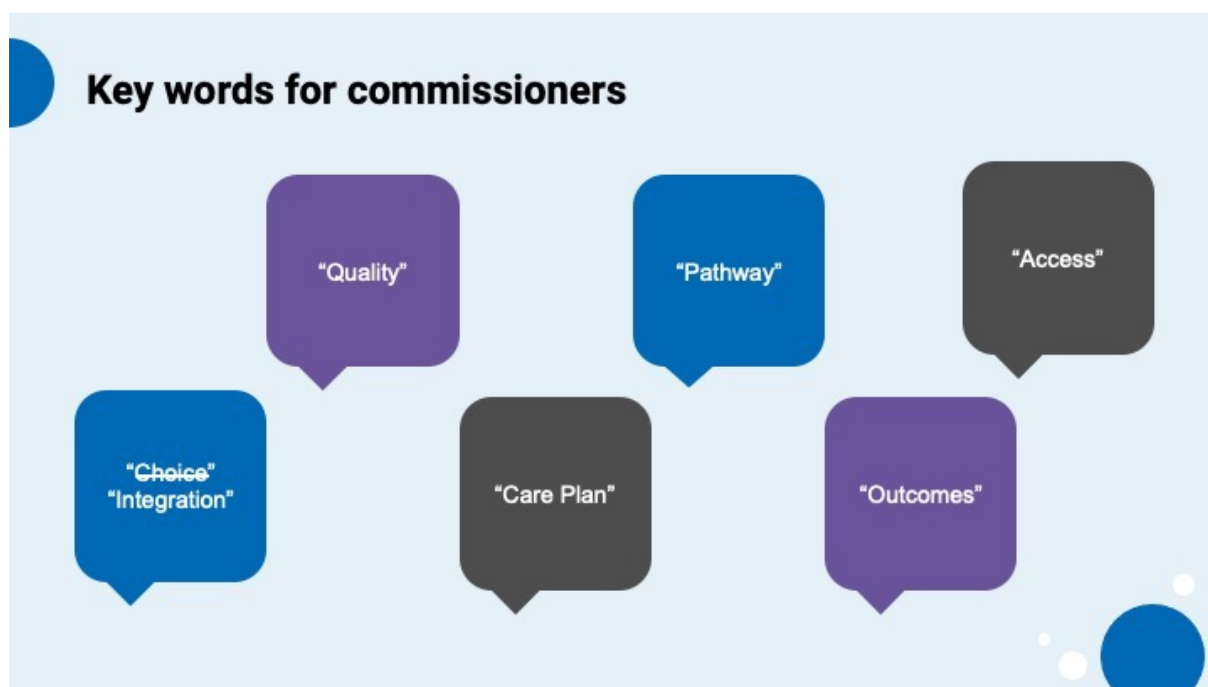 Key words for commissioners
“Quality”
“Pathway”
“Access”
“Choice”
“Integration”
“Care Plan”
“Outcomes”